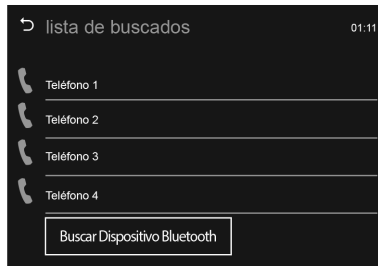 lista de buscados
01:11
Teléfono 1
Teléfono 2
Teléfono 3
Teléfono 4
Buscar Dispositivo Bluetooth